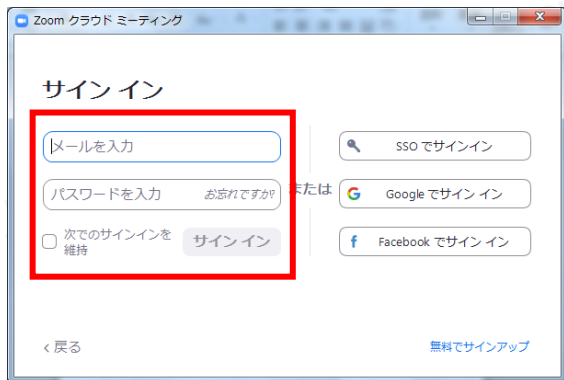 Zoom クラウド ミーティング
サイン イン
メールを入力
パスワードを入力 お忘れですか?
次でのサインインを
維持
サイン イン
または
SSO でサインイン
Google でサイン イン
Facebook でサイン イン
< 戻る
無料でサインアップ